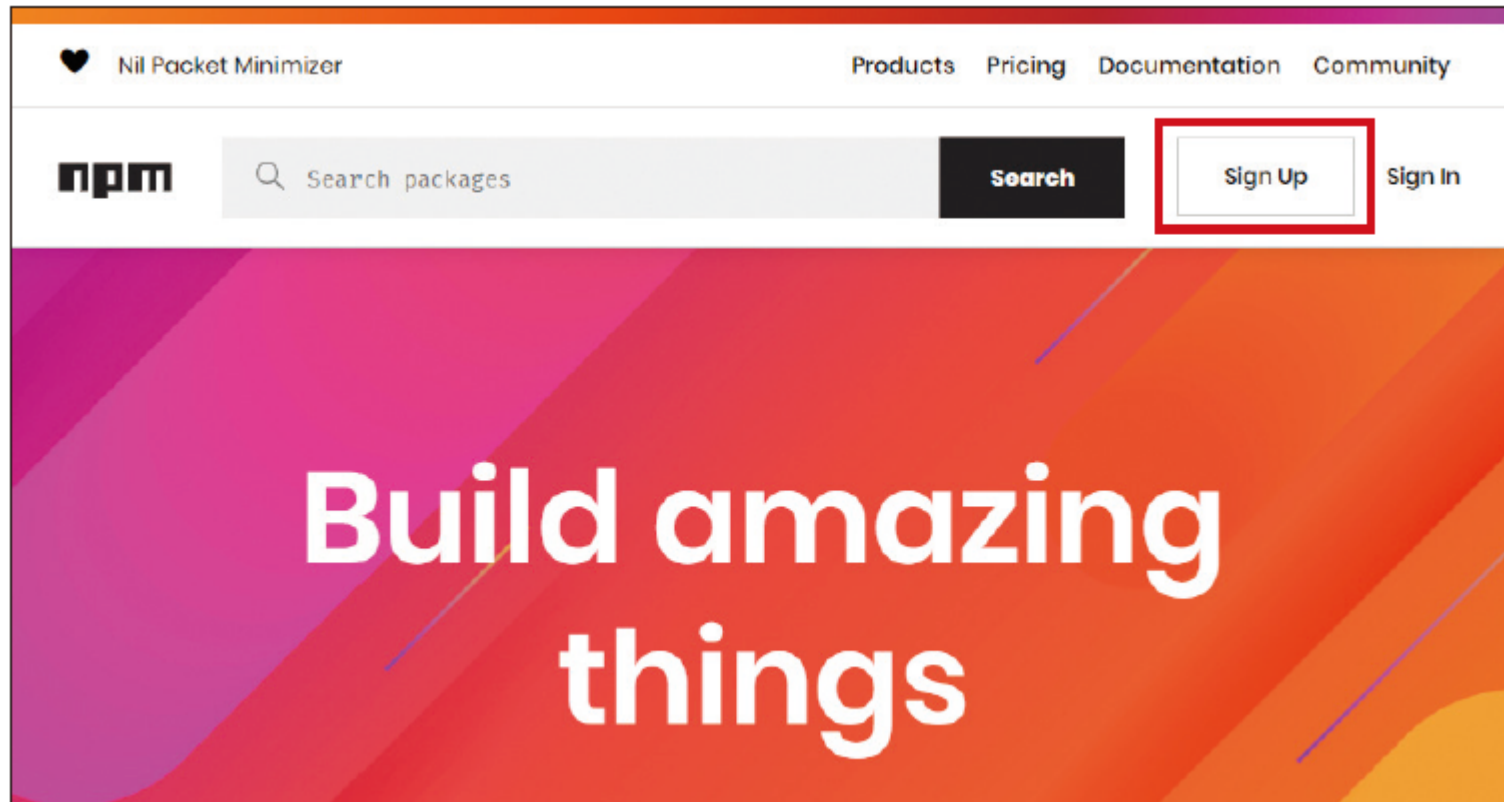 Nil Packet Minimizer Products Pricing Documentation Community
npm Search packages Search Sign Up Sign In
Build amazing
things